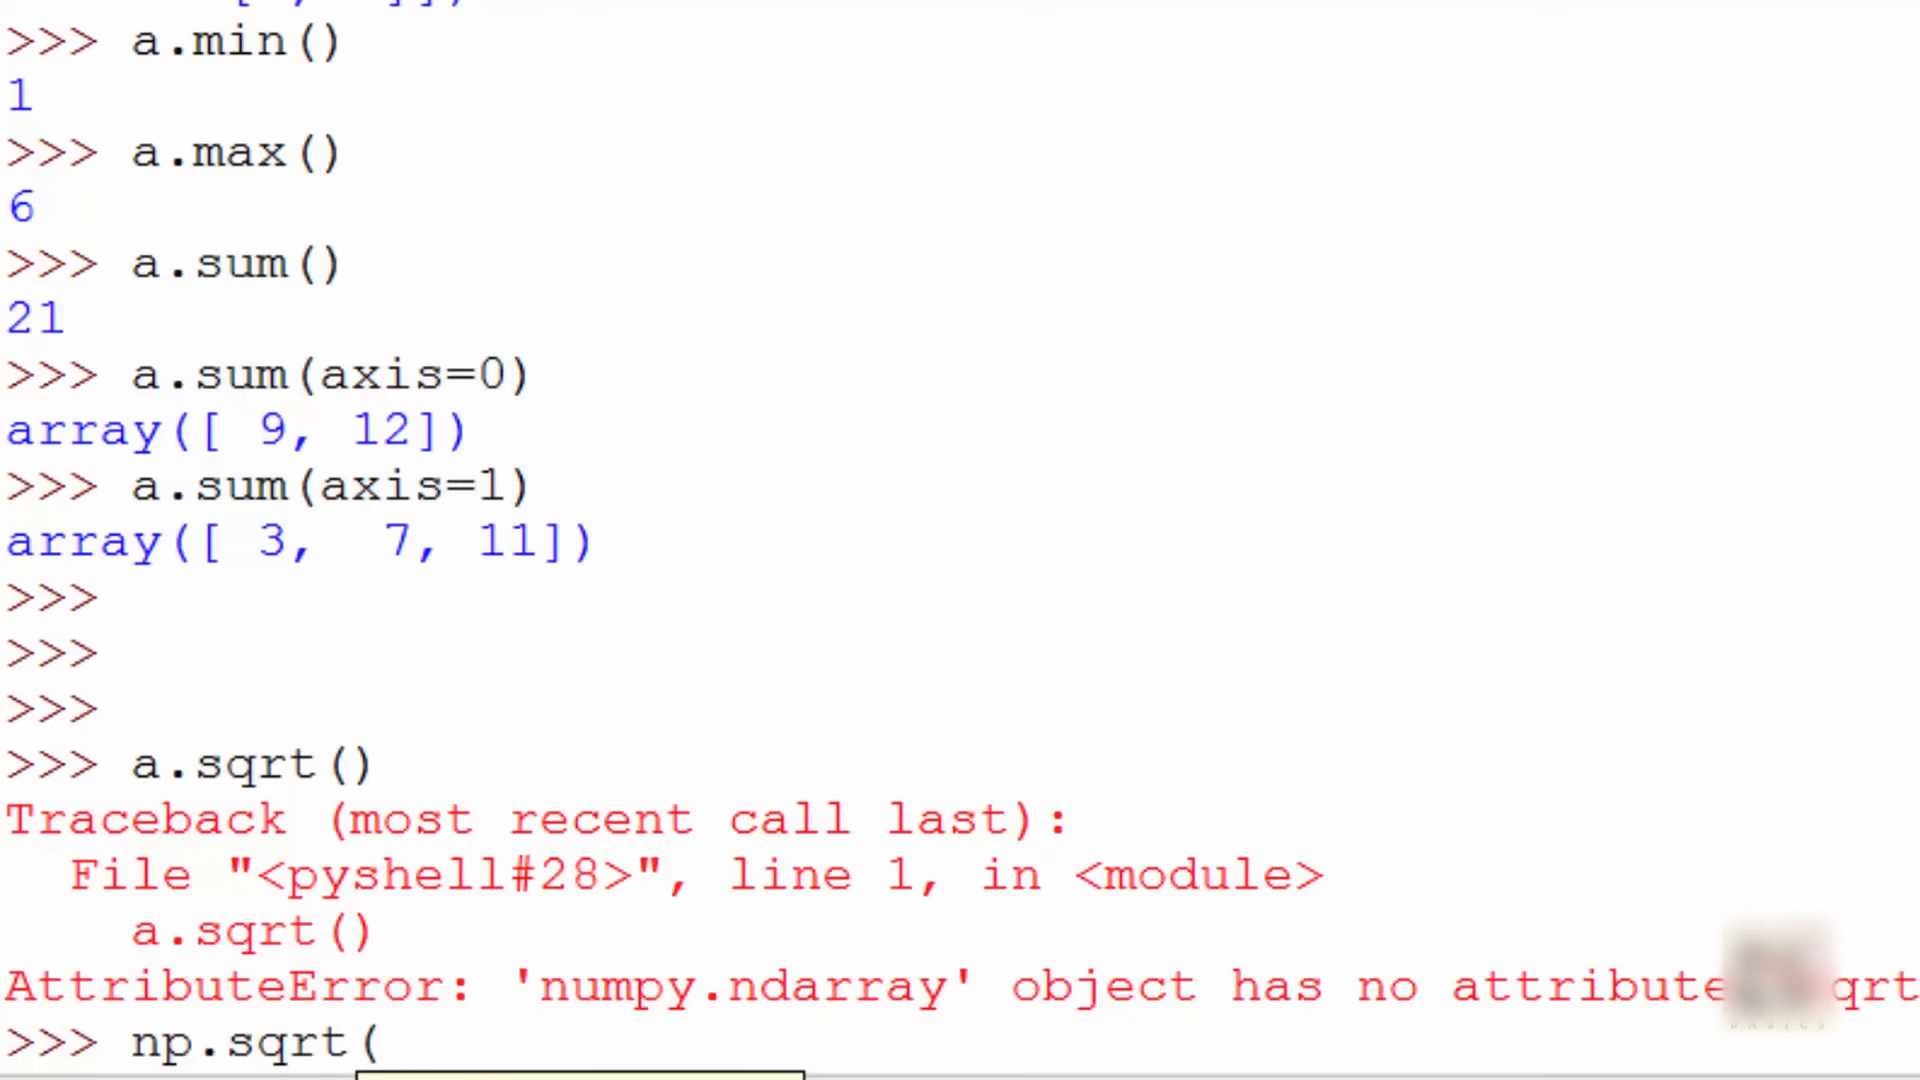 >>> a.min()
1
>>> a.max()
6
>>> a.sum()
21
>>> a.sum(axis=0)
array([ 9, 12])
>>> a.sum(axis=1)
array([ 3,  7, 11])
>>>
>>>
>>>
>>> a.sqrt()
Traceback (most recent call last):
  File "<pyshell#28>", line 1, in <module>
    a.sqrt()
AttributeError: 'numpy.ndarray' object has no attribute
>>> np.sqrt(